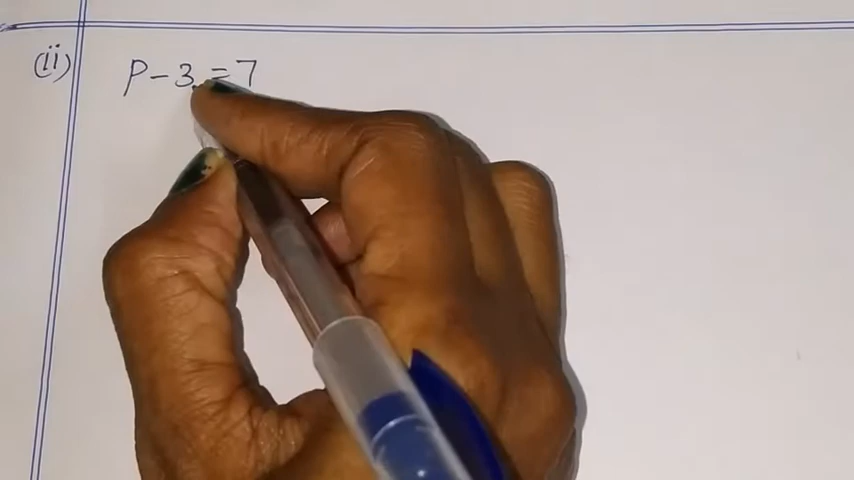 (ii) P - 3 = 7